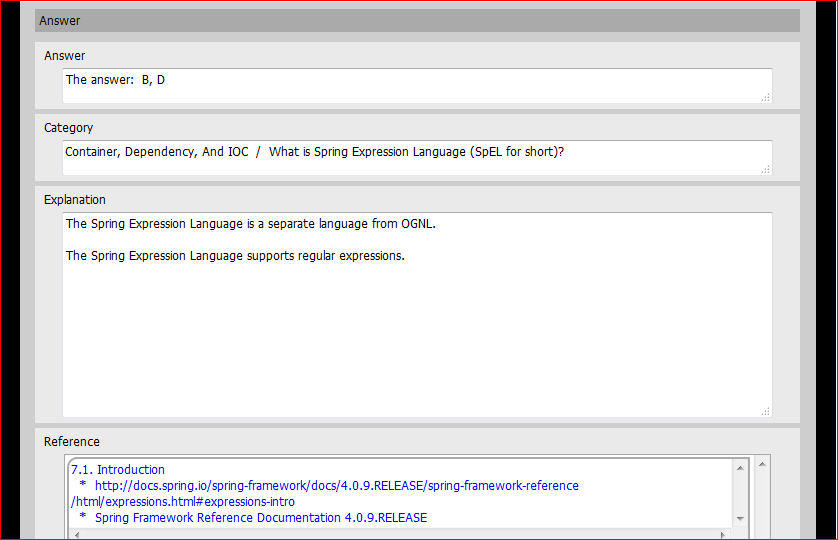 Answer
Answer
The answer:  B, D
Category
Container, Dependency, And IOC  /  What is Spring Expression Language (SpEL for short)?
Explanation
The Spring Expression Language is a separate language from OGNL.
The Spring Expression Language supports regular expressions.
Reference
7.1. Introduction
*  http://docs.spring.io/spring-framework/docs/4.0.9.RELEASE/spring-framework-reference
/html/expressions.html#expressions-intro
*  Spring Framework Reference Documentation 4.0.9.RELEASE